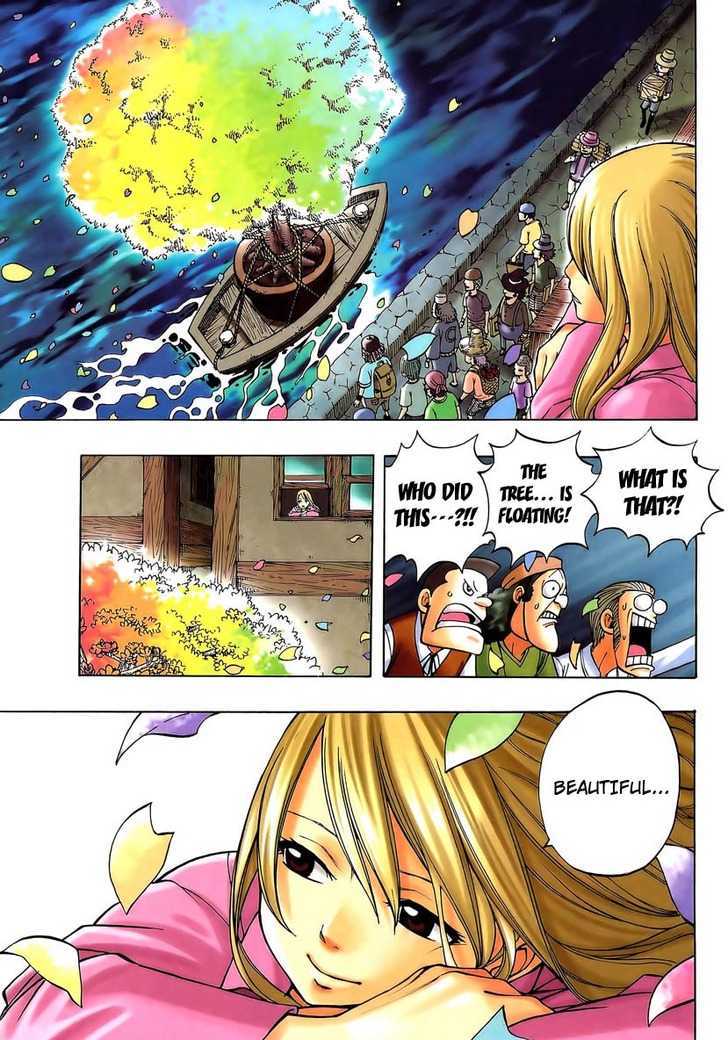 WHAT IS
THAT?!
THE
TREE... IS
FLOATING!
WHO DID
THIS---?!!
BEAUTIFUL...